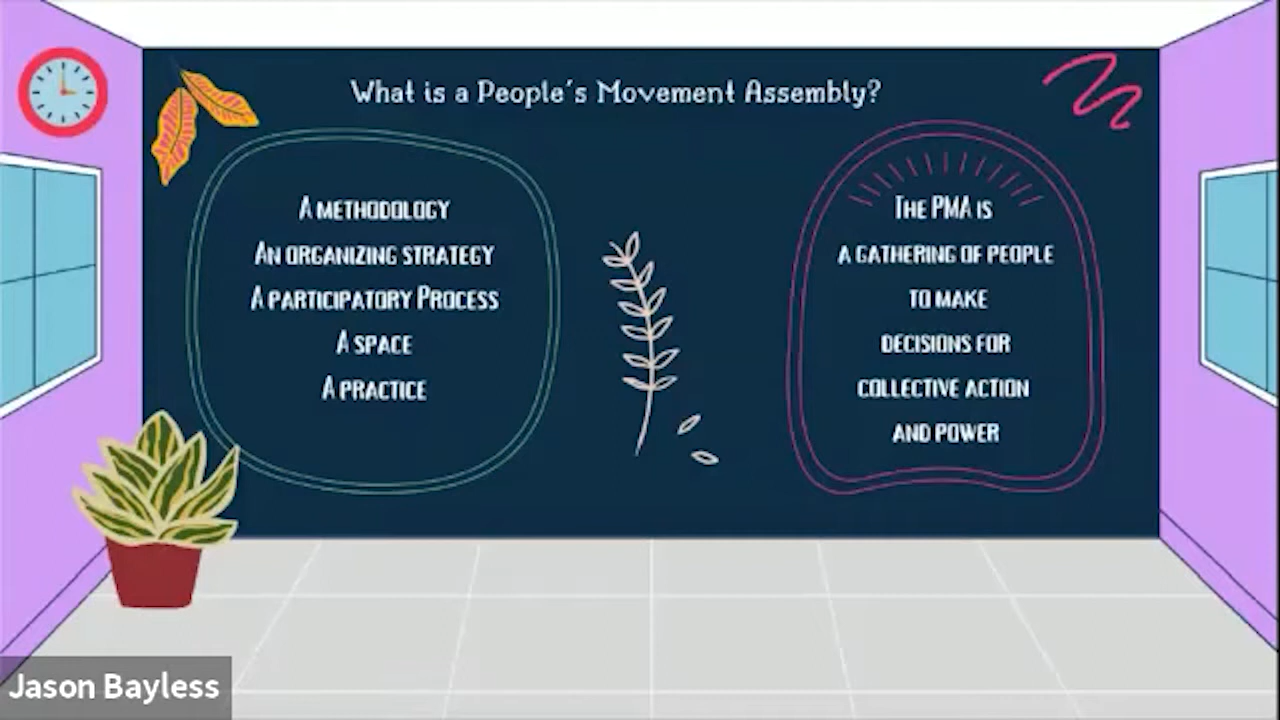 What is a People's Movement Assembly?
A METHODOLOGY
AN ORGANIZING STRATEGY
A PARTICIPATORY PROCESS
A SPACE
A PRACTICE
THE PMA IS
A GATHERING OF PEOPLE
TO MAKE
DECISIONS FOR
COLLECTIVE ACTION
AND POWER
Jason Bayless